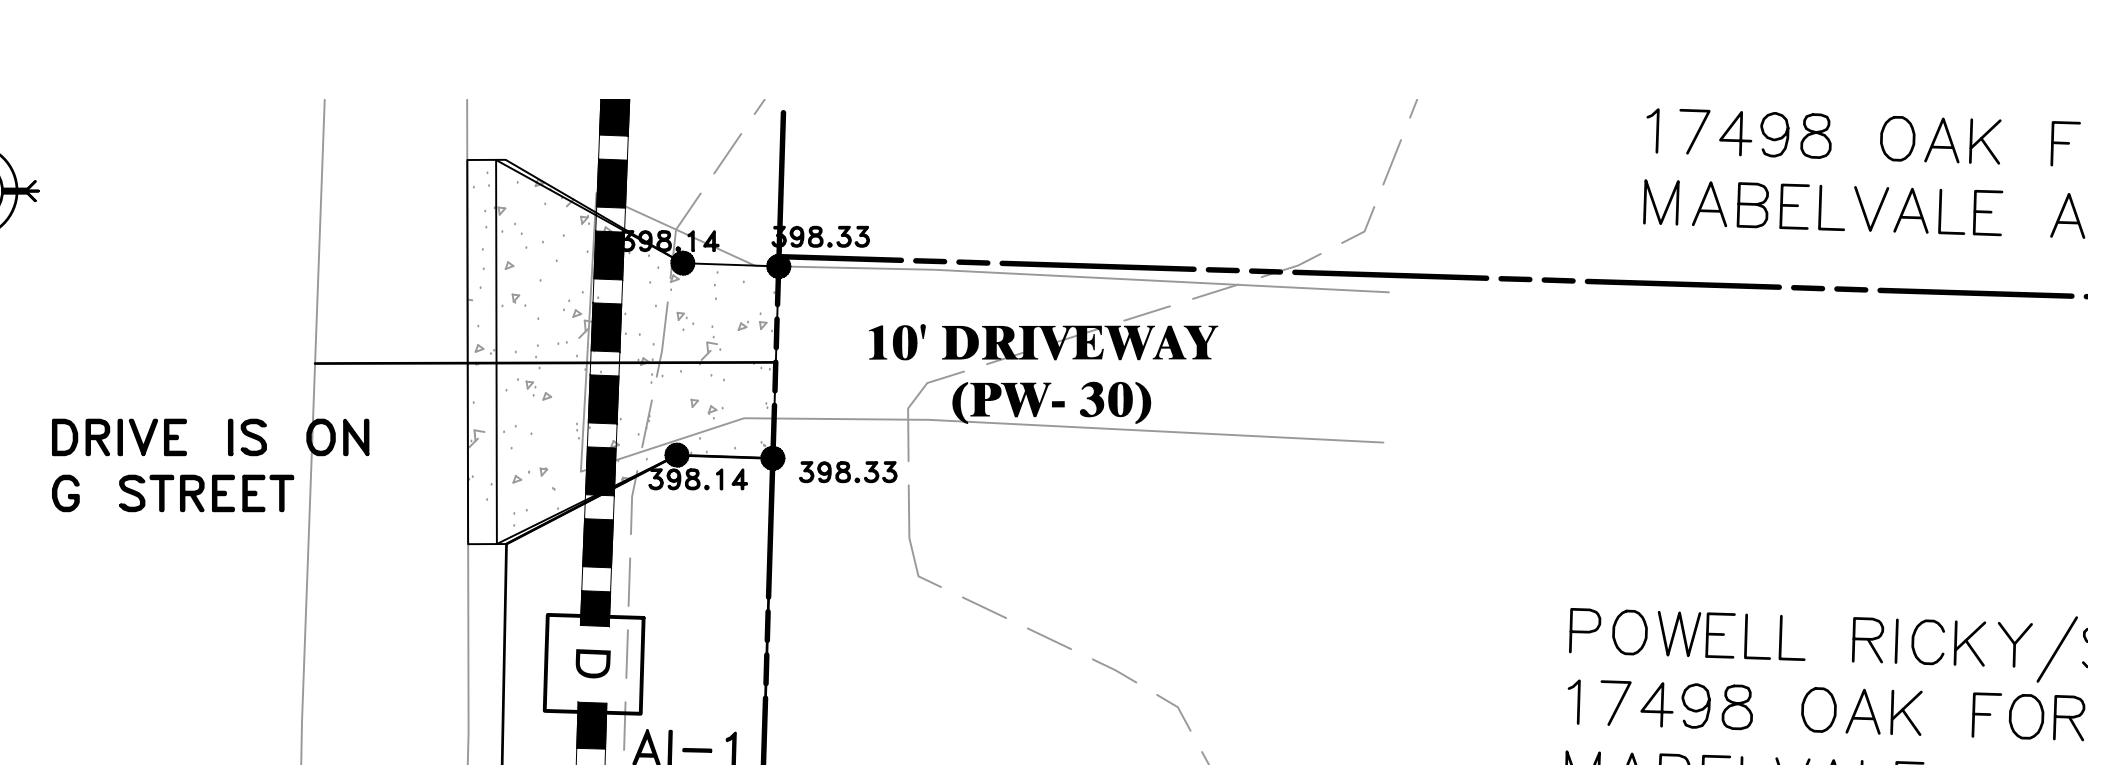 17498 OAK F
MABELVALE A
398.14
398.33
10' DRIVEWAY
(PW- 30)
DRIVE IS ON
G STREET
398.14
398.33
POWELL RICKY/
17498 OAK FOR
D
AI-1